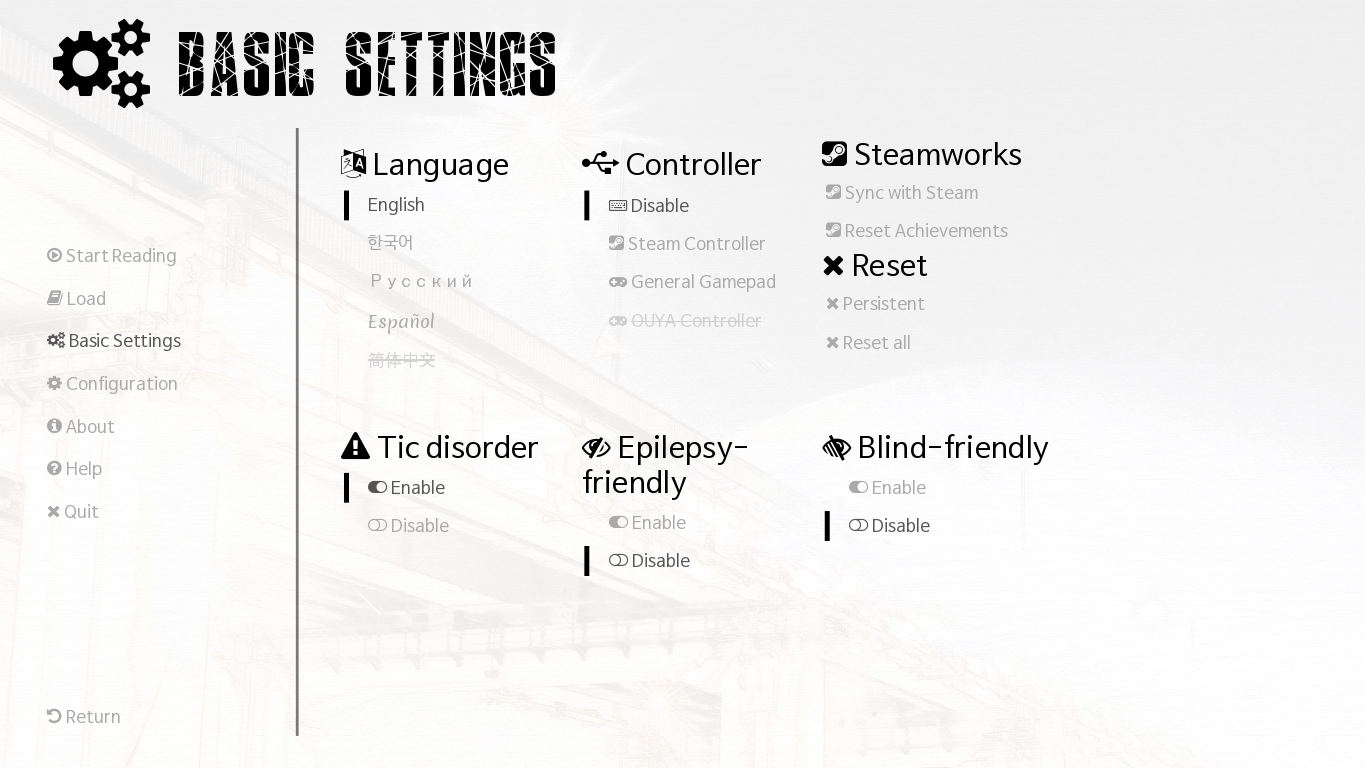 BASIC SETTINGS
Start Reading
Load
Basic Settings
Configuration
About
Help
Quit
Return
Language
English
한국어
Русский
Español
简体中文
Controller
Disable
Steam Controller
General Gamepad
OUYA Controller
Steamworks
Sync with Steam
Reset Achievements
Reset
Persistent
Reset all
Tic disorder
Enable
Disable
Epilepsy-
friendly
Enable
Disable
Blind-friendly
Enable
Disable